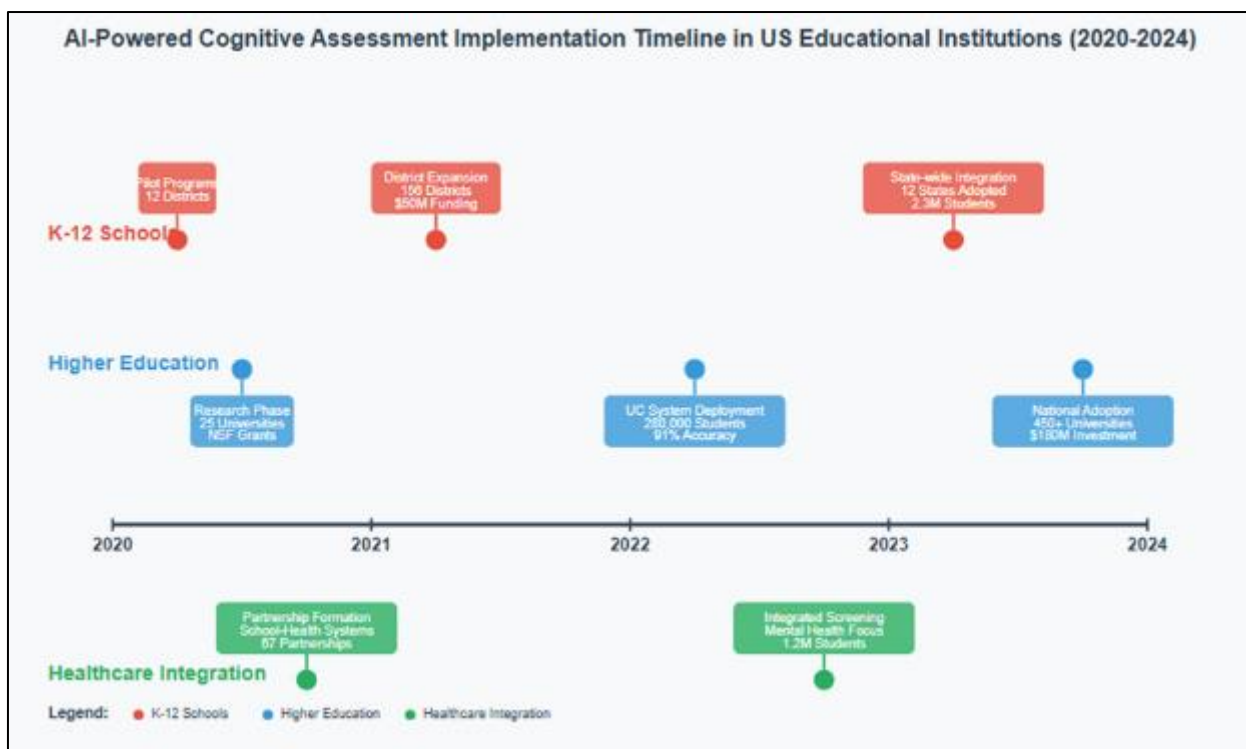 AI-Powered Cognitive Assessment Implementation Timeline in US Educational Institutions (2020-2024)
Pilot Programs
12 Districts
District Expansion
156 Districts
$50M Funding
State-wide Integration
12 States Adopted
2.3M Students
K-12 Schools
Higher Education
Research Phase
25 Universities
NSF Grants
UC System Deployment
280,000 Students
91% Accuracy
National Adoption
450+ Universities
$180M Investment
2020
2021
2022
2023
2024
Partnership Formation
School-Health Systems
67 Partnerships
Integrated Screening
Mental Health Focus
1.2M Students
Healthcare Integration
Legend:
K-12 Schools
Higher Education
Healthcare Integration